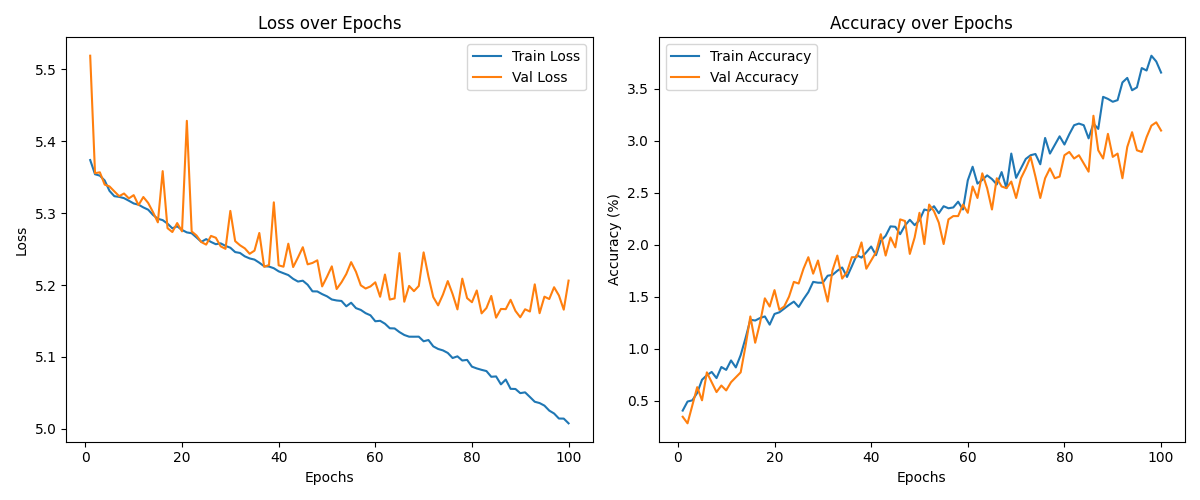 Loss over Epochs
Train Loss
Val Loss
Loss
5.5
5.4
5.3
5.2
5.1
5.0
0 20 40 60 80 100
Epochs
Accuracy over Epochs
Train Accuracy
Val Accuracy
Accuracy (%)
3.5
3.0
2.5
2.0
1.5
1.0
0.5
0 20 40 60 80 100
Epochs